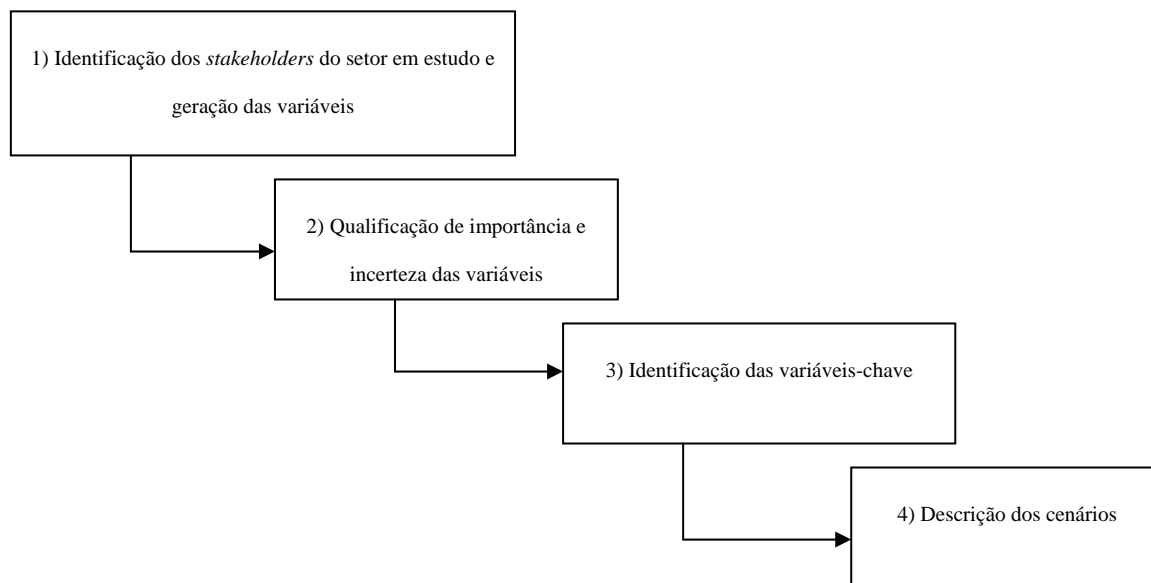 1) Identificação dos stakeholders do setor em estudo e
geração das variáveis
2) Qualificação de importância e
incerteza das variáveis
3) Identificação das variáveis-chave
4) Descrição dos cenários